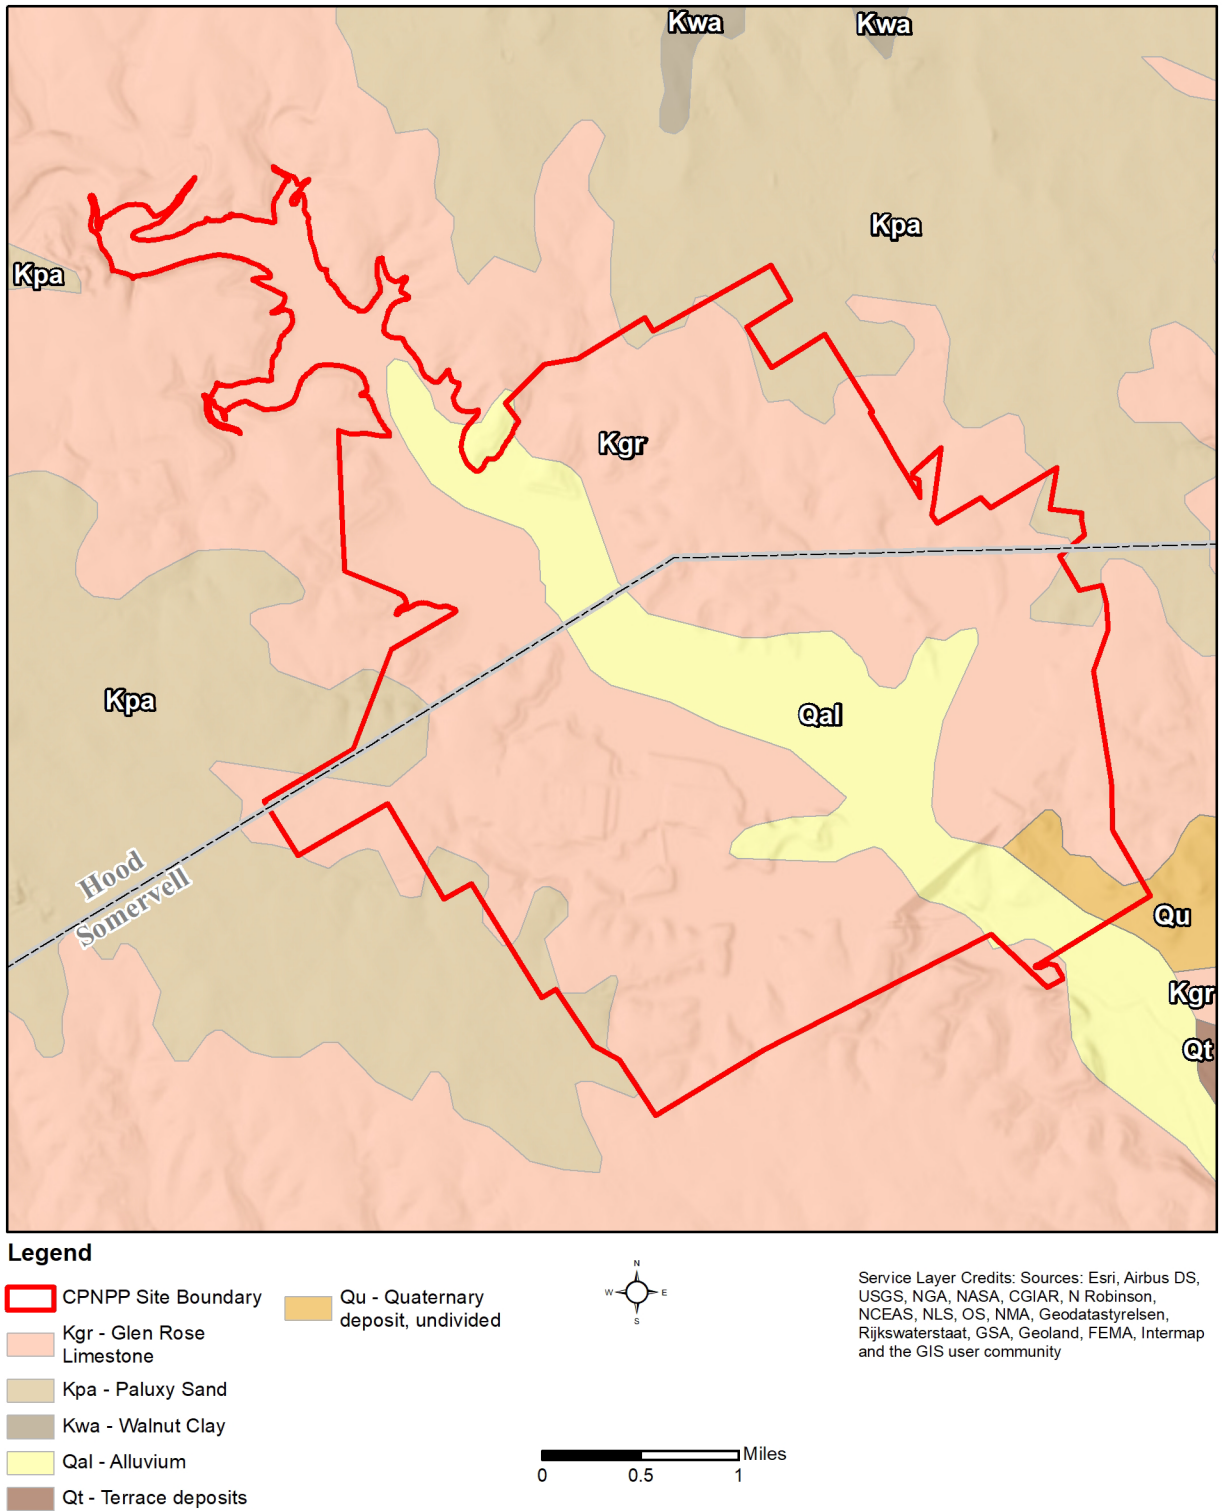 Kwa
Kwa
Kpa
Kpa
Kgr
Kpa
Qal
Hood
Somervell
Qu
Kgr
Qt
Legend
CPNPP Site Boundary
Kgr - Glen Rose
Limestone
Kpa - Paluxy Sand
Kwa - Walnut Clay
Qal - Alluvium
Qt - Terrace deposits
Qu - Quaternary
deposit, undivided
N
W
E
S
Miles
0
0.5
1
Service Layer Credits: Sources: Esri, Airbus DS,
USGS, NGA, NASA, CGIAR, N Robinson,
NCEAS, NLS, OS, NMA, Geodatastyrelsen,
Rijkswaterstaat, GSA, Geoland, FEMA, Intermap
and the GIS user community